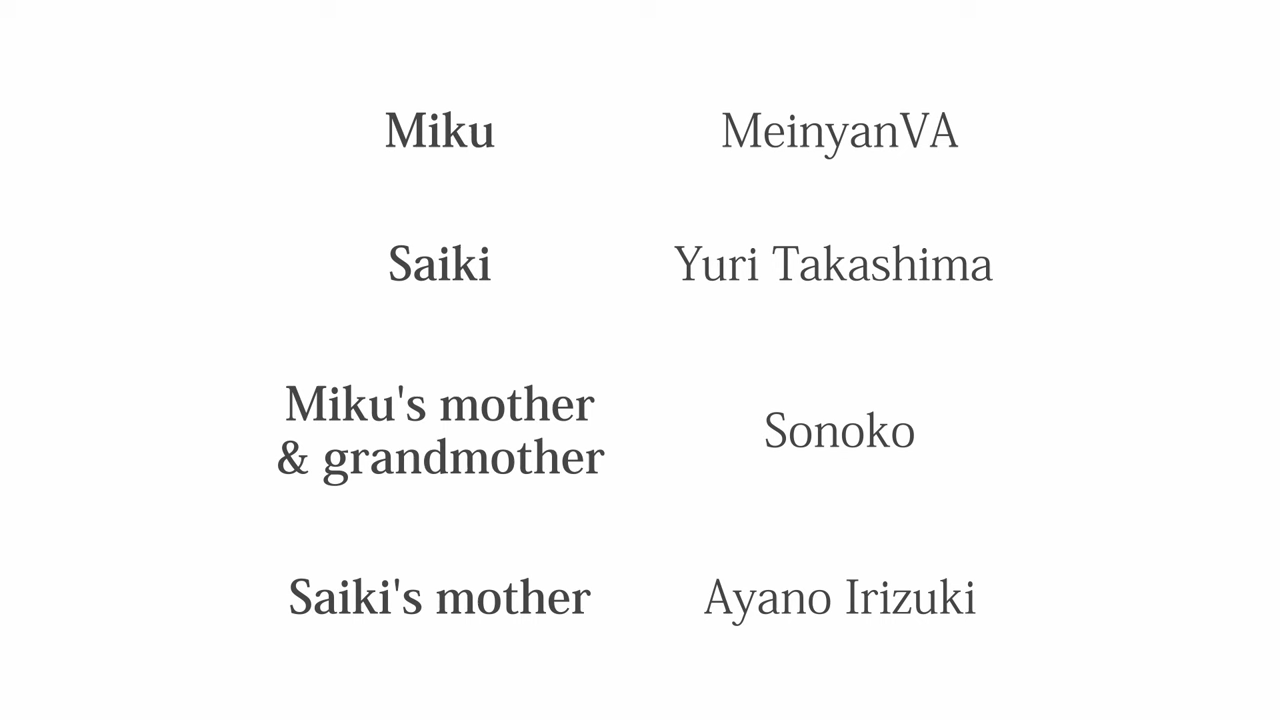 Miku MeinyanVA
Saiki Yuri Takashima
Miku's mother
& grandmother
Sonoko
Saiki's mother Ayano Irizuki